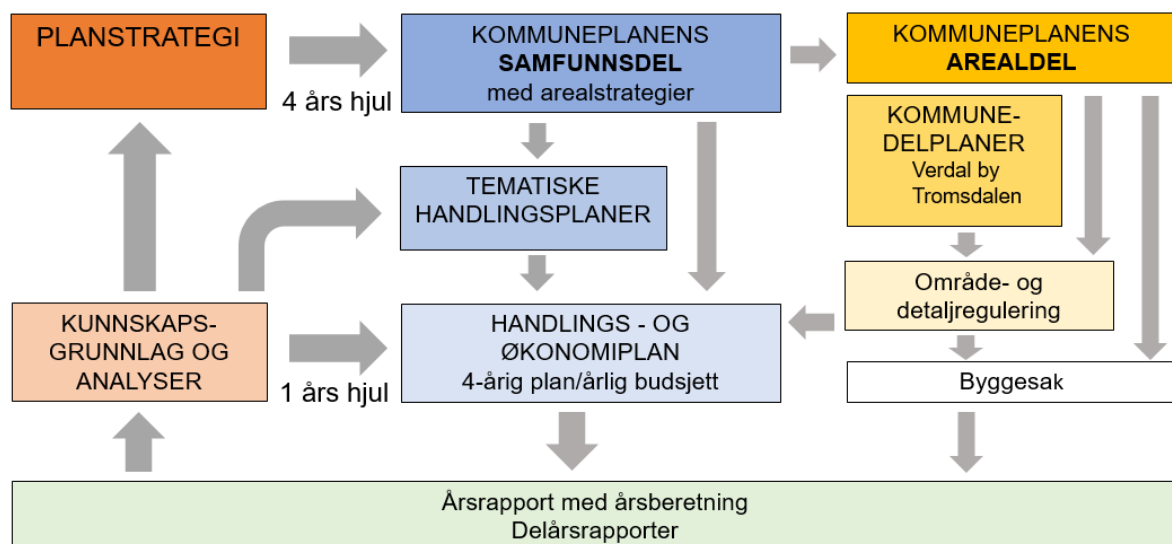 PLANSTRATEGI
4 års hjul
KOMMUNEPLANENS
SAMFUNNSDEL
med arealstrategier
KOMMUNEPLANENS
AREALDEL
KOMMUNE-
DELPLANER
Verdal by
Tromsdalen
TEMATISKE
HANDLINGSPLANER
Område- og
detaljregulering
KUNNSKAPS-
GRUNNLAG OG
ANALYSER
1 års hjul
HANDLINGS - OG
ØKONOMIPLAN
4-årig plan/årlig budsjett
Byggesak
Årsrapport med årsberetning
Delårsrapporter